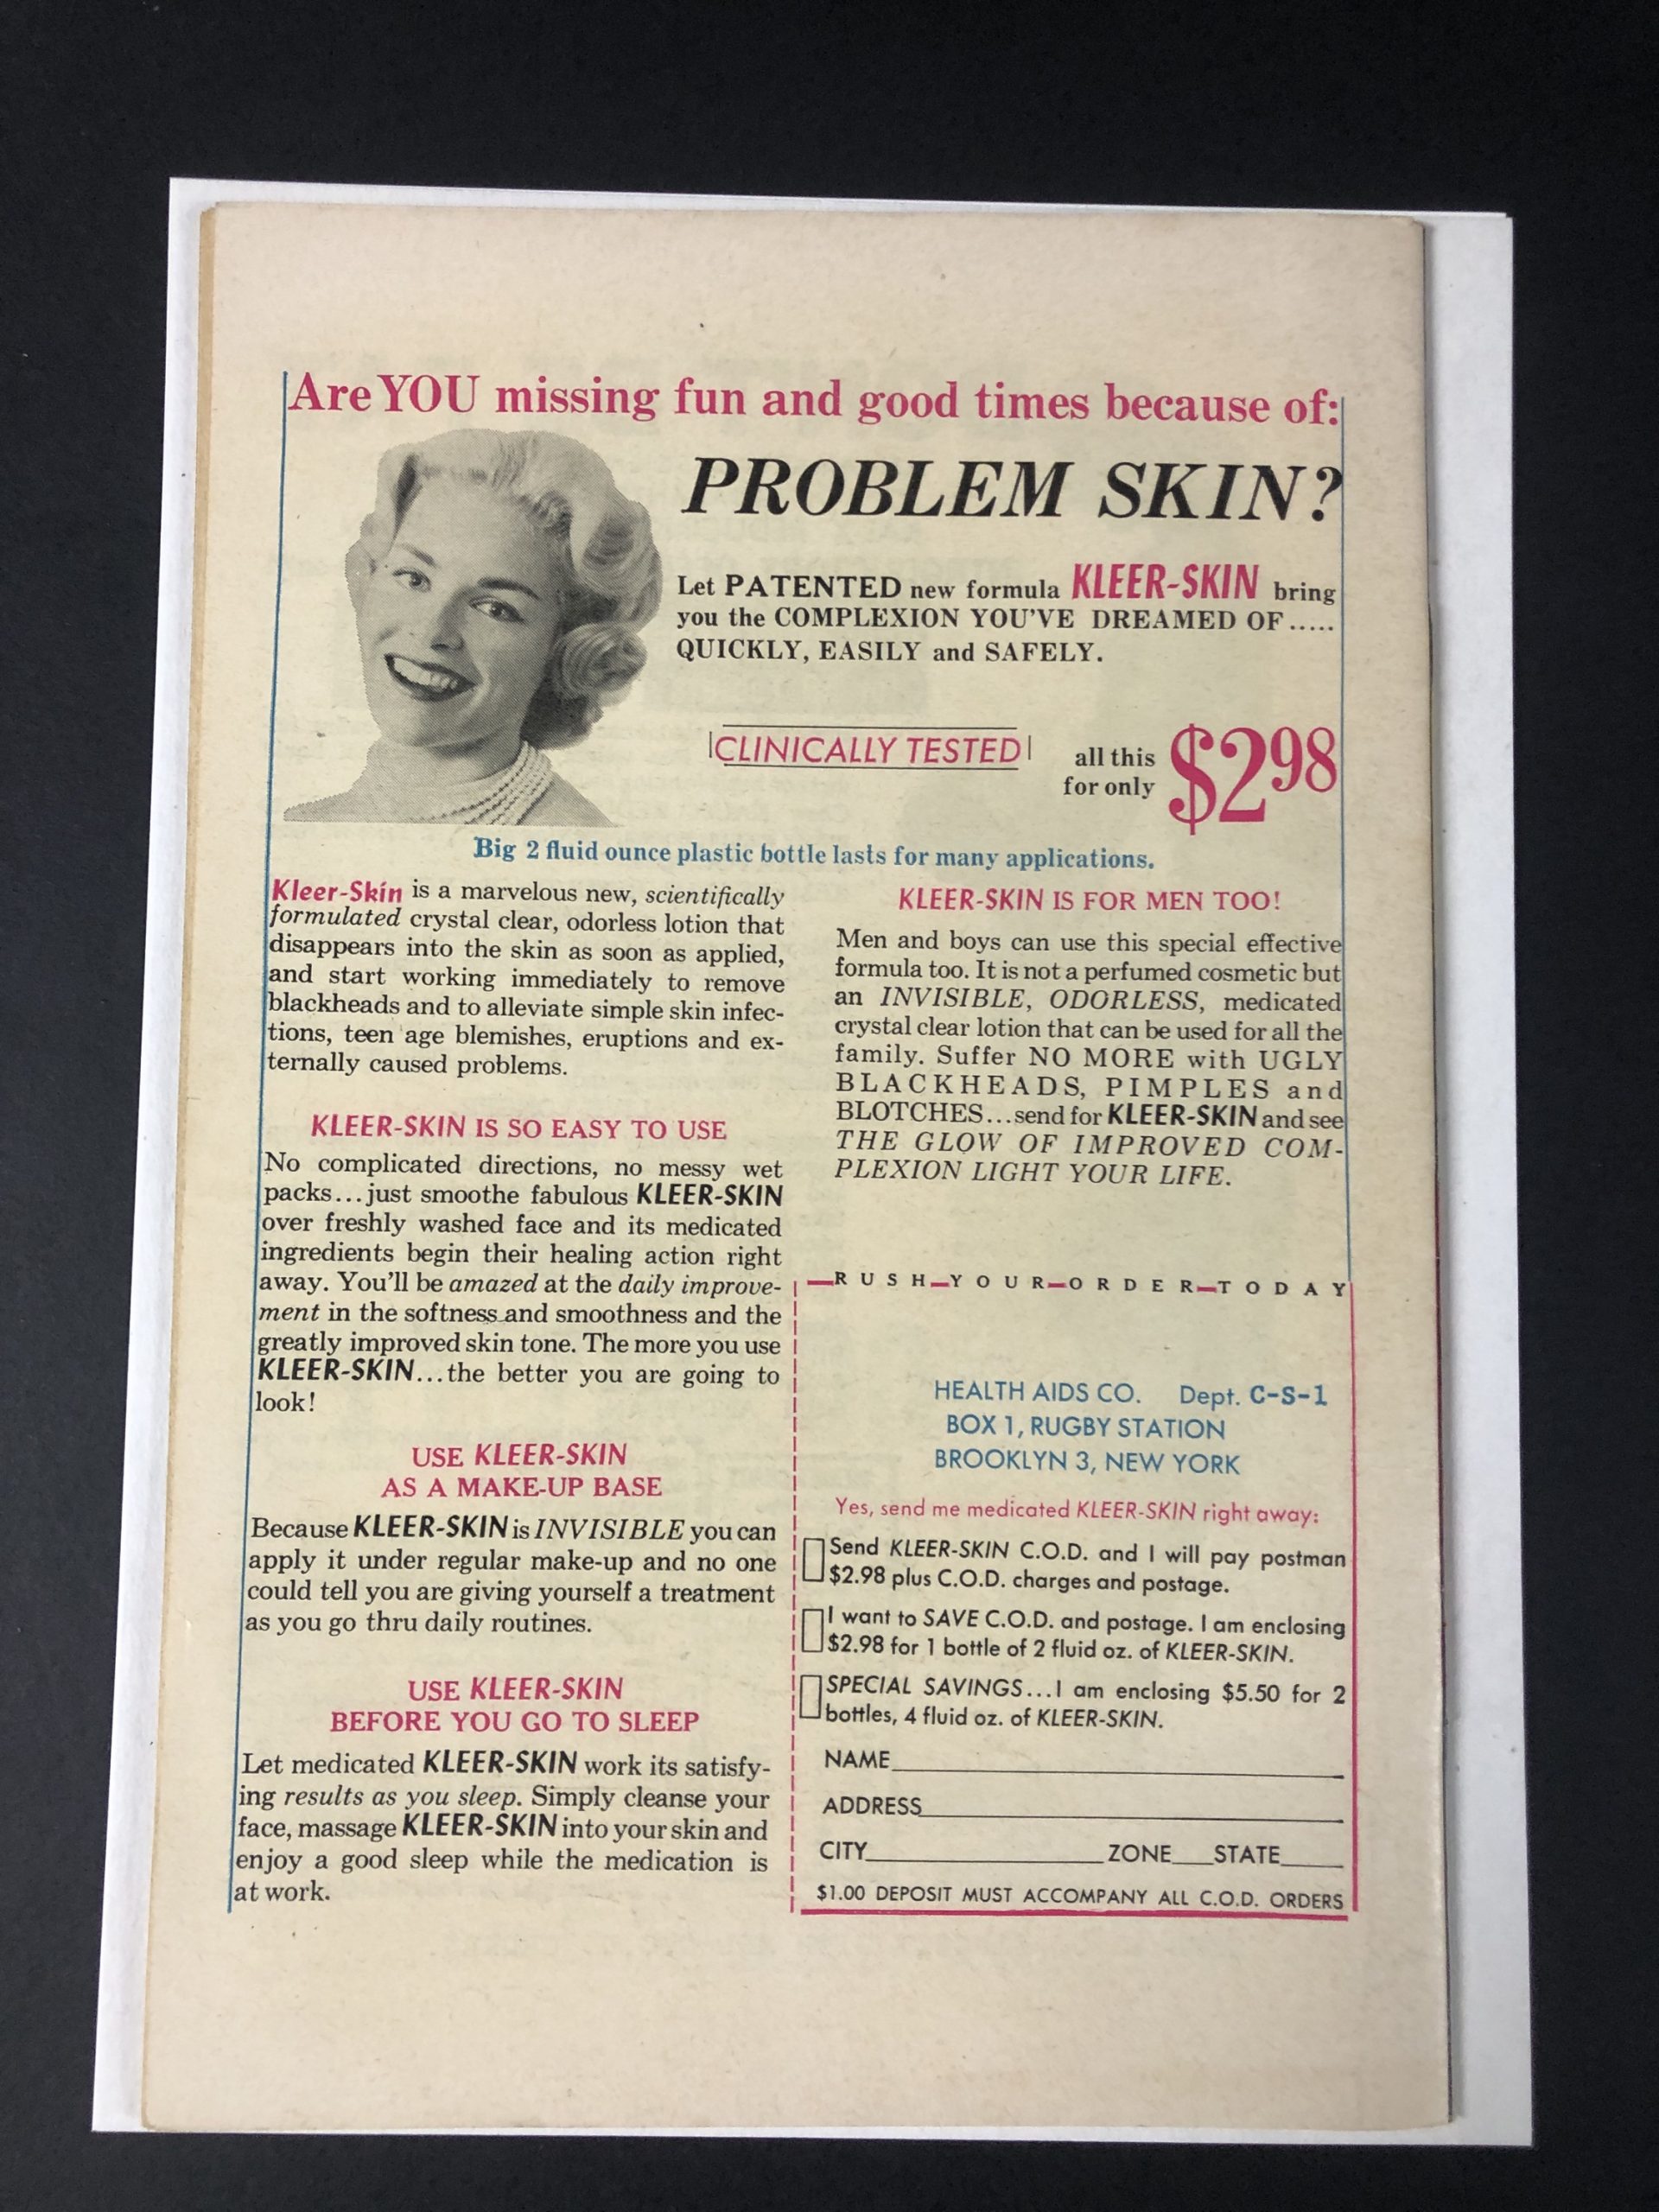 Are YOU missing fun and good times because of:
PROBLEM SKIN?
Let PATENTED new formula KLEER-SKIN bring
you the COMPLEXION YOU'VE DREAMED OF.....
QUICKLY, EASILY and SAFELY.
CLINICALLY TESTED
all this
for only
$2.98
Big 2 fluid ounce plastic bottle lasts for many applications.
Kleer-Skin is a marvelous new, scientifically
formulated crystal clear, odorless lotion that
disappears into the skin as soon as applied,
and start working immediately to remove
blackheads and to alleviate simple skin infec-
tions, teen age blemishes, eruptions and ex-
ternally caused problems.
KLEER-SKIN IS SO EASY TO USE
No complicated directions, no messy wet
packs...just smoothe fabulous KLEER-SKIN
over freshly washed face and its medicated
ingredients begin their healing action right
away. You'll be amazed at the daily improve-
ment in the softness and smoothness and the
greatly improved skin tone. The more you use
KLEER-SKIN...the better you are going to
look!
USE KLEER-SKIN
AS A MAKE-UP BASE
Because KLEER-SKIN is INVISIBLE you can
apply it under regular make-up and no one
could tell you are giving yourself a treatment
as you go thru daily routines.
USE KLEER-SKIN
BEFORE YOU GO TO SLEEP
Let medicated KLEER-SKIN work its satisfy-
ing results as you sleep. Simply cleanse your
face, massage KLEER-SKIN into your skin and
enjoy a good sleep while the medication is
at work.
KLEER-SKIN IS FOR MEN TOO!
Men and boys can use this special effective
formula too. It is not a perfumed cosmetic but
an INVISIBLE, ODORLESS, medicated
crystal clear lotion that can be used for all the
family. Suffer NO MORE with UGLY
BLACKHEADS, PIMPLES and
BLOTCHES...send for KLEER-SKIN and see
THE GLOW OF IMPROVED COM-
PLEXION LIGHT YOUR LIFE.
RUSH YOUR ORDER TODAY
HEALTH AIDS CO. Dept. C-S-1
BOX 1, RUGBY STATION
BROOKLYN 3, NEW YORK
Yes, send me medicated KLEER-SKIN right away:
Send KLEER-SKIN C.O.D. and I will pay postman
$2.98 plus C.O.D. charges and postage.
I want to SAVE C.O.D. and postage. I am enclosing
$2.98 for 1 bottle of 2 fluid oz. of KLEER-SKIN.
SPECIAL SAVINGS...I am enclosing $5.50 for 2
bottles, 4 fluid oz. of KLEER-SKIN.
NAME
ADDRESS
CITY ZONE STATE
$1.00 DEPOSIT MUST ACCOMPANY ALL C.O.D. ORDERS